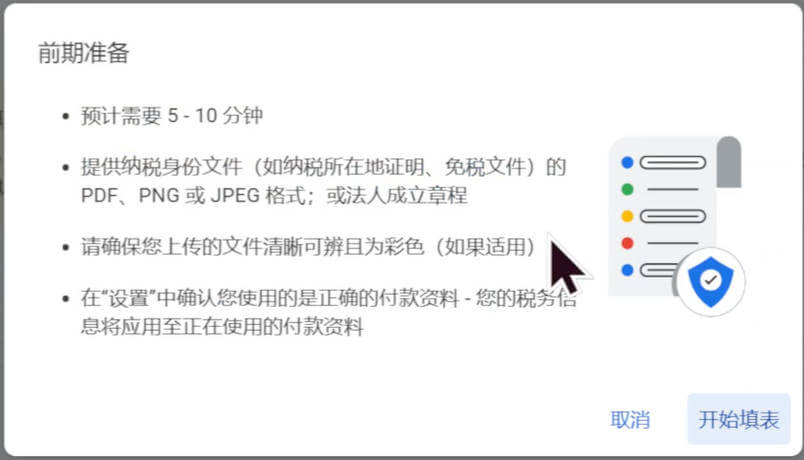 前期准备
预计需要 5 - 10 分钟
提供纳税身份文件（如纳税所在地证明、免税文件）的
PDF、PNG 或 JPEG 格式；或法人成立章程
请确保您上传的文件清晰可辨且为彩色（如果适用）
在“设置”中确认您使用的是正确的付款资料 - 您的税务信
息将应用至正在使用的付款资料
取消
开始填表